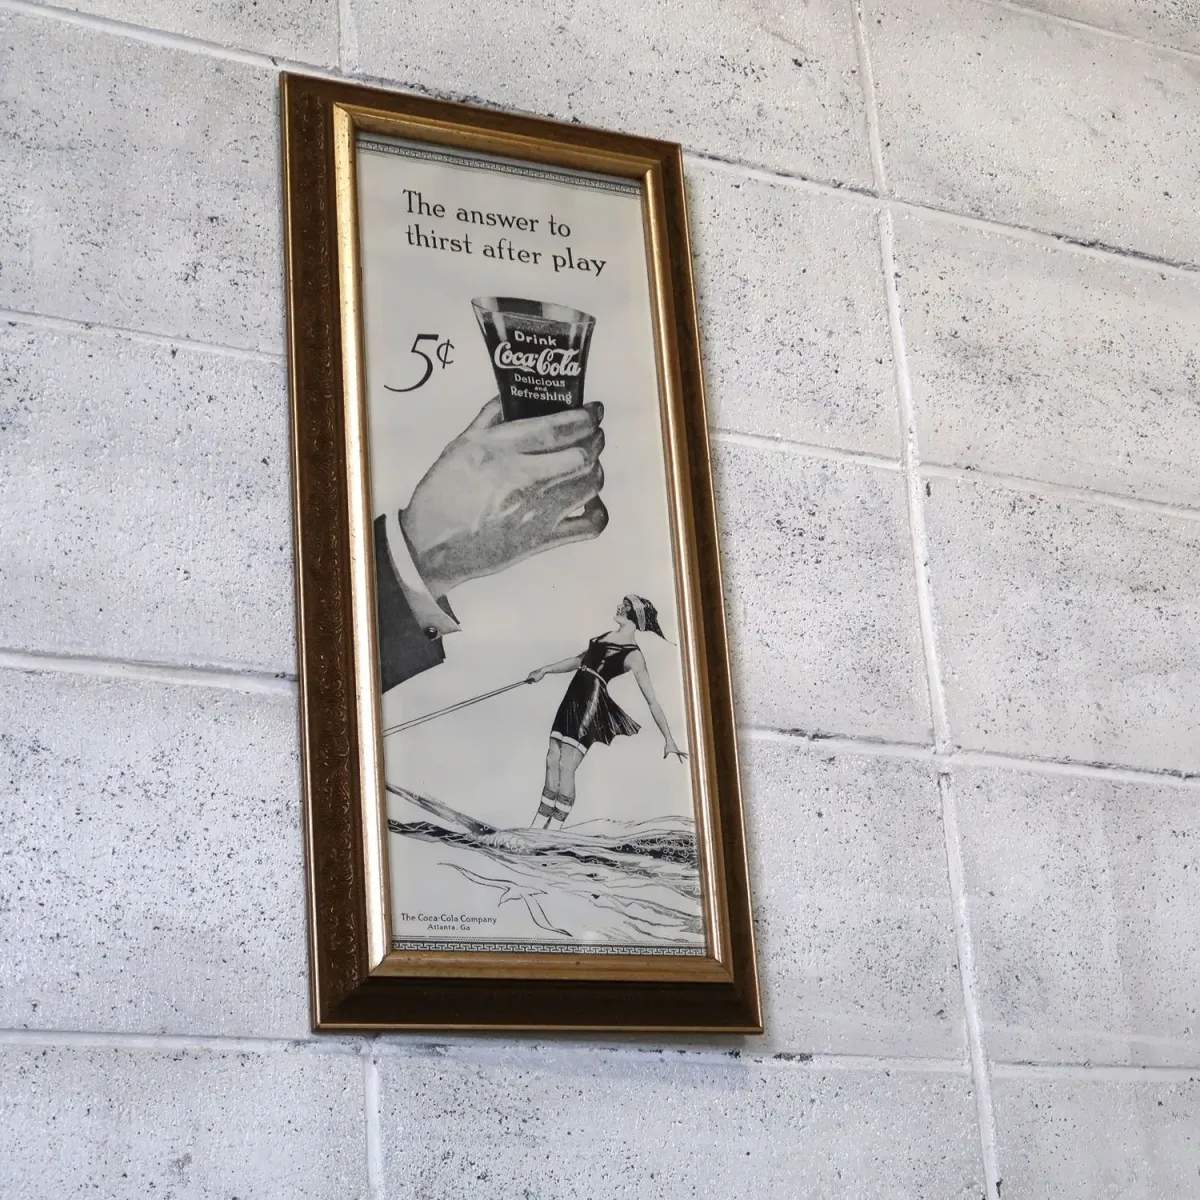 The answer to
thirst after play
5¢
Drink
Coca-Cola
Delicious
and
Refreshing
The Coca-Cola Company
Atlanta, Ga